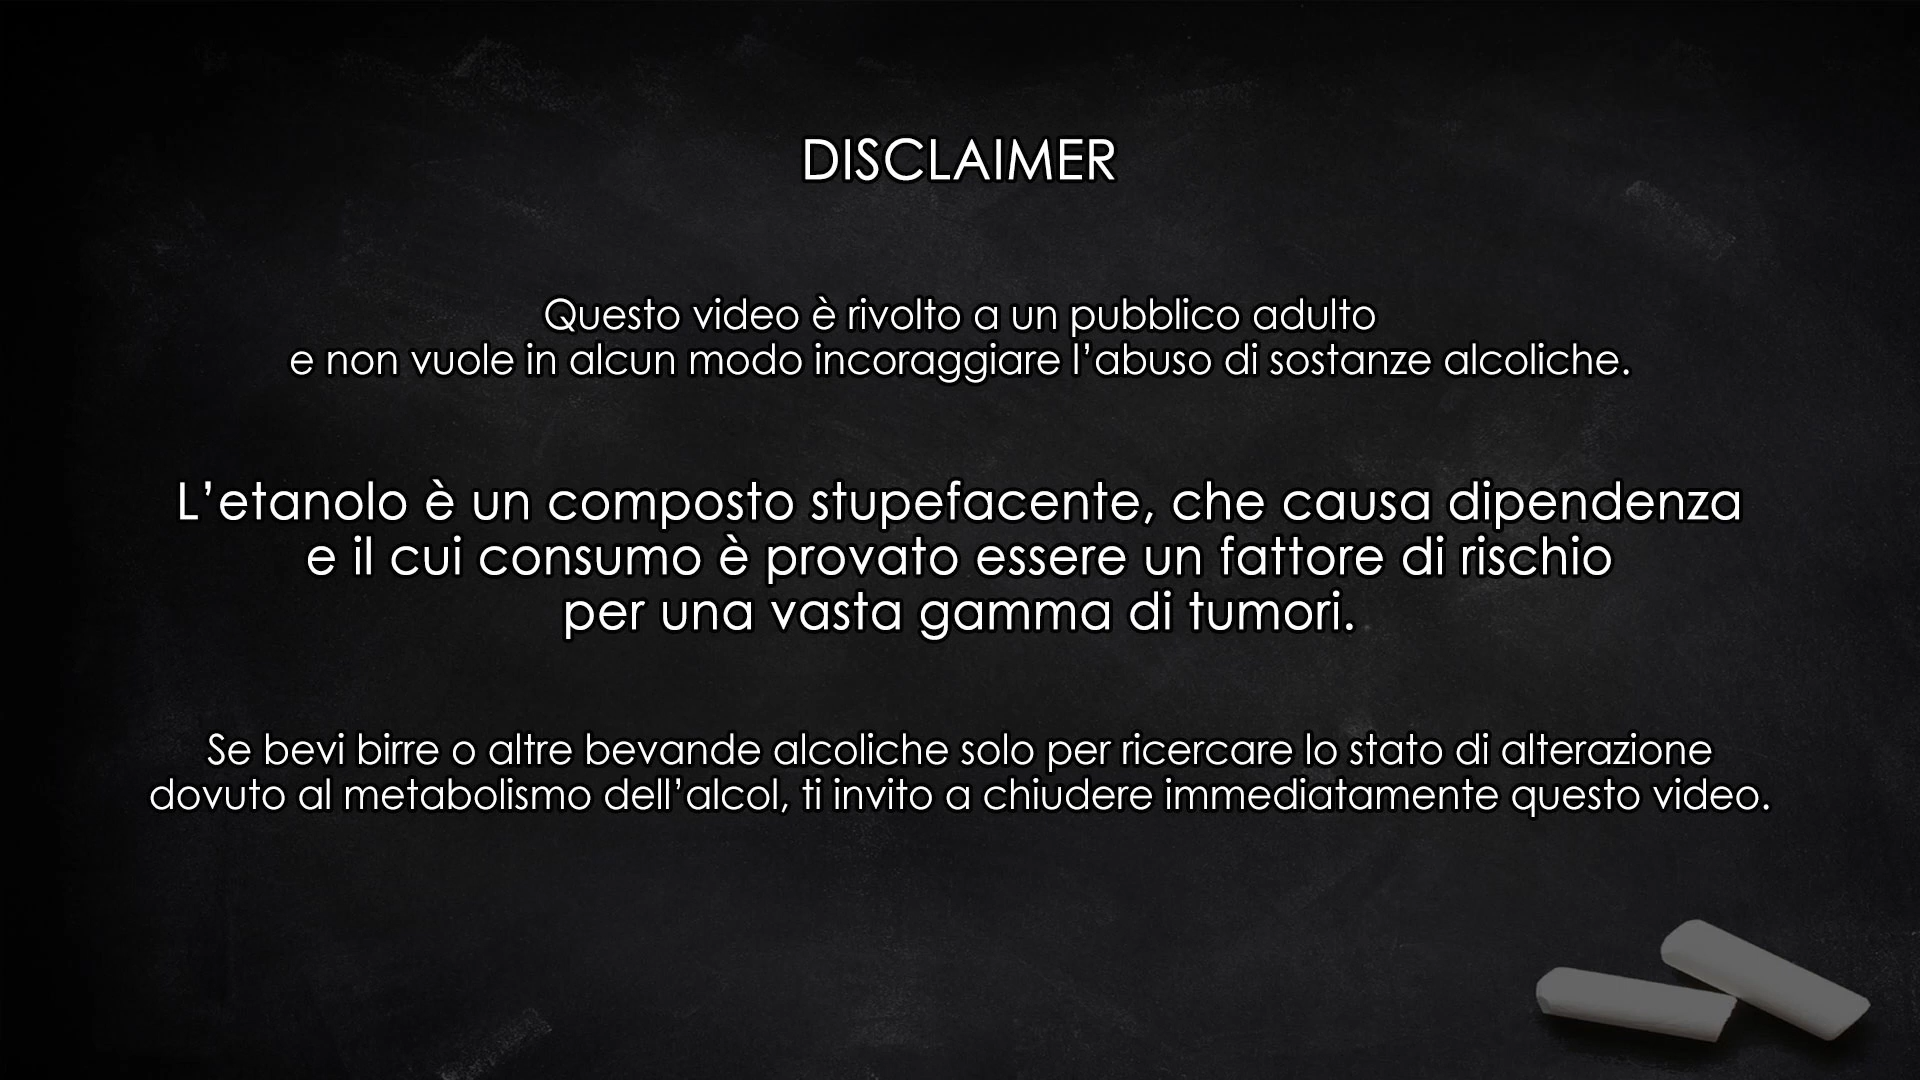 DISCLAIMER
Questo video è rivolto a un pubblico adulto
e non vuole in alcun modo incoraggiare l’abuso di sostanze alcoliche.
L’etanolo è un composto stupefacente, che causa dipendenza
e il cui consumo è provato essere un fattore di rischio
per una vasta gamma di tumori.
Se bevi birre o altre bevande alcoliche solo per ricercare lo stato di alterazione
dovuto al metabolismo dell’alcol, ti invito a chiudere immediatamente questo video.